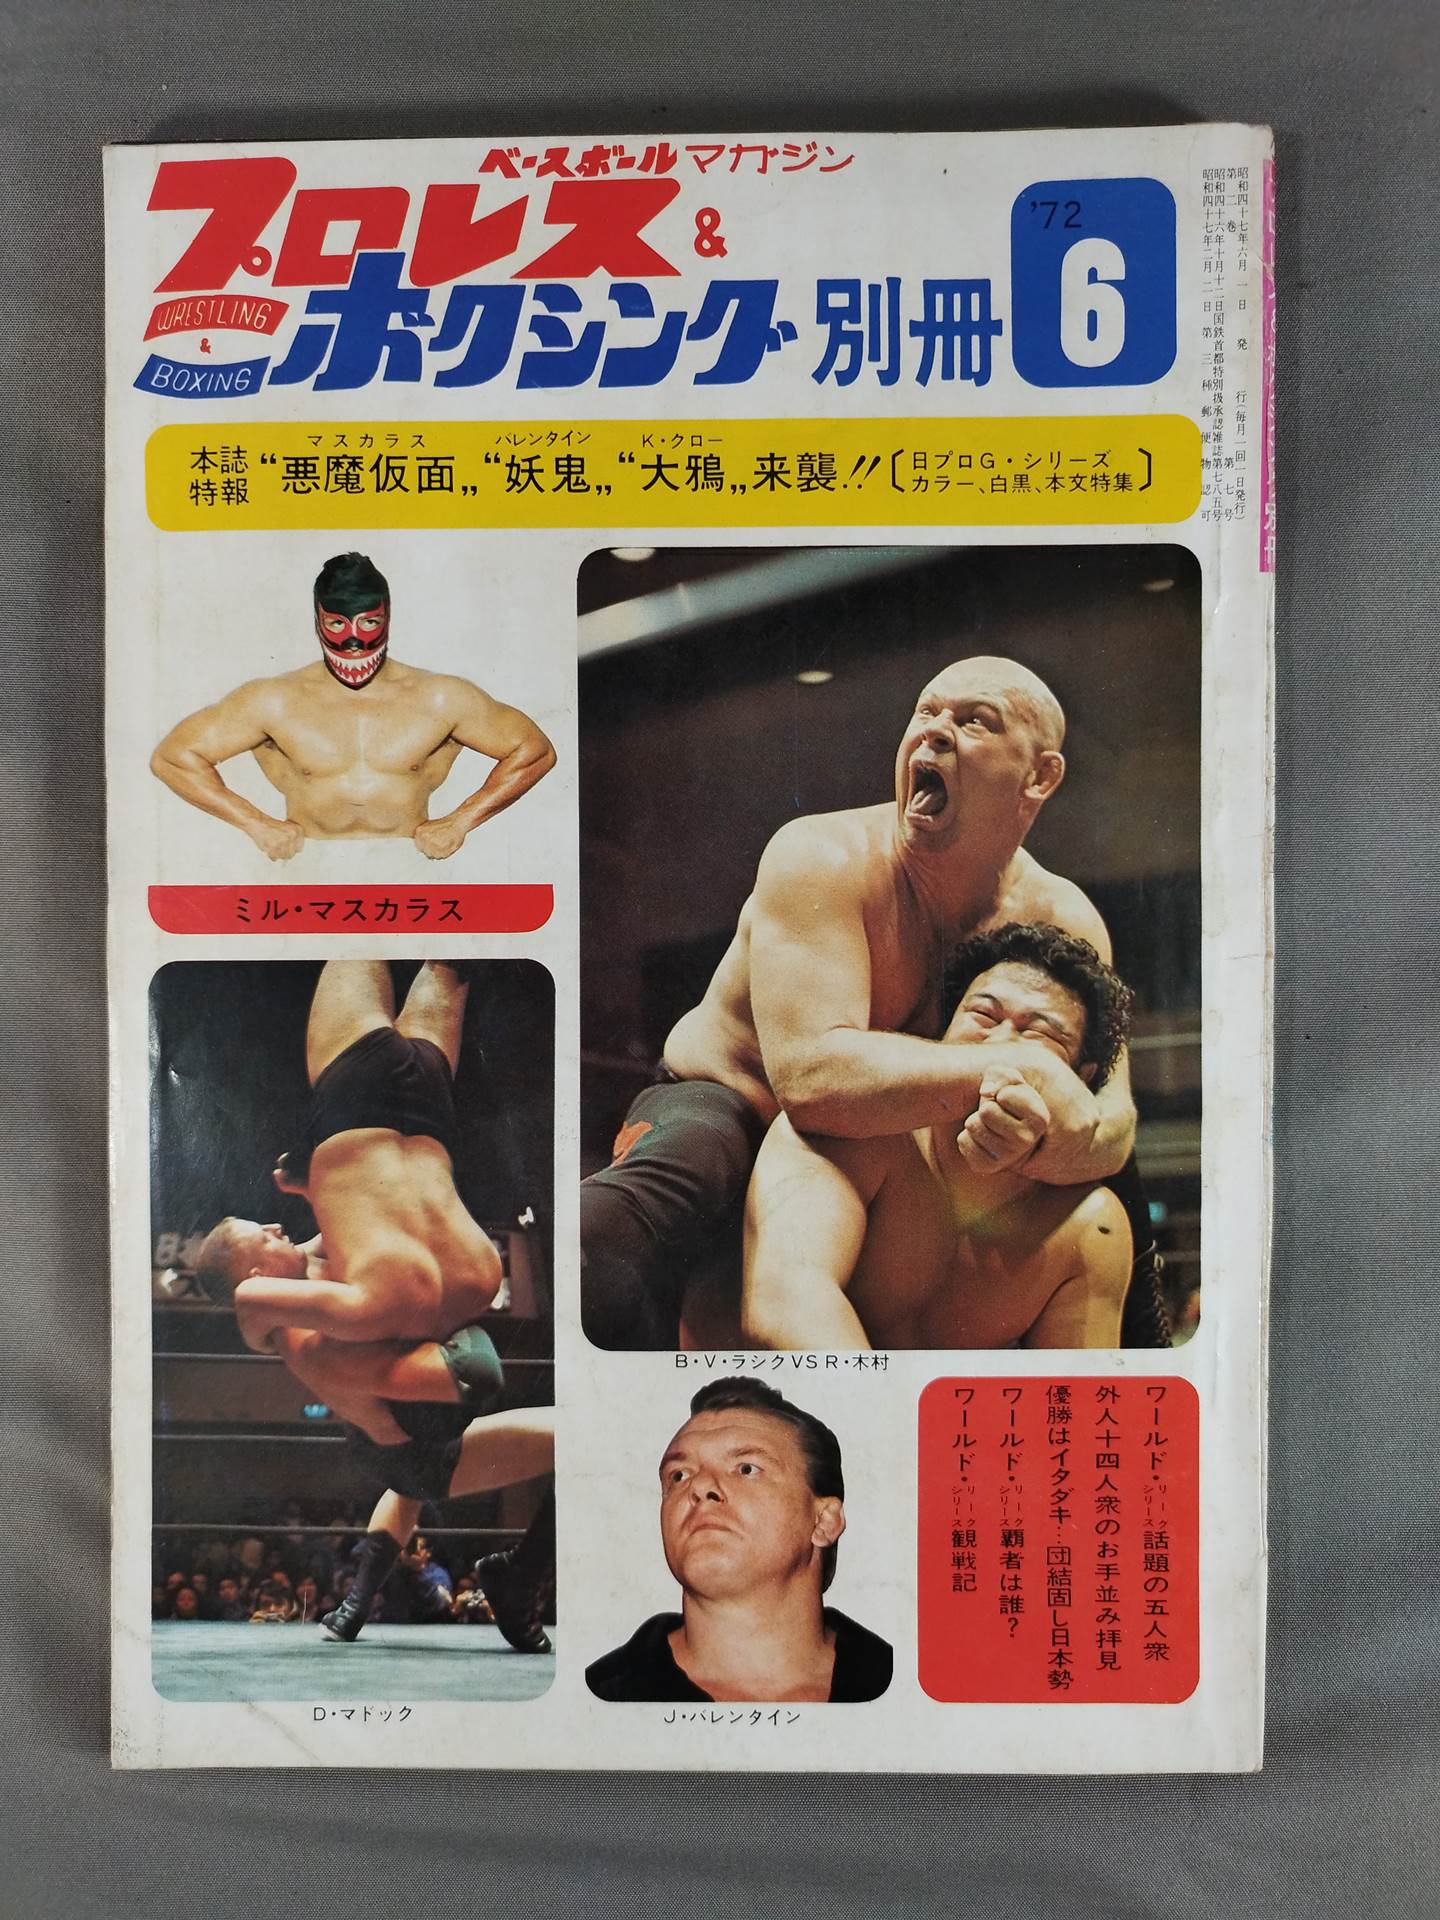 ベースボールマガジン
プロレス&
WRESTLING
&
BOXING
ボクシング別冊
'72
6
昭和四十七年六月一日発行(毎月一回一日発行)
第二巻 第七号
昭和四十六年十月十二日国鉄首都特別扱承認雑誌第七八五号
昭和四十七年二月二日第三種郵便物認可
本誌
特報
マスカラス バレンタイン K・クロー
“悪魔仮面„“妖鬼„“大鴉„来襲!!
日プロG・シリーズ
カラー、白黒、本文特集
ミル・マスカラス
B・V・ラシクVSR・木村
D・マドック
J・バレンタイン
ワールド・リーグシリーズ話題の五人衆
外人十四人衆のお手並み拝見
優勝はイタダキ…団結固し日本勢
ワールド・リーグシリーズ覇者は誰?
ワールド・リーグシリーズ観戦記